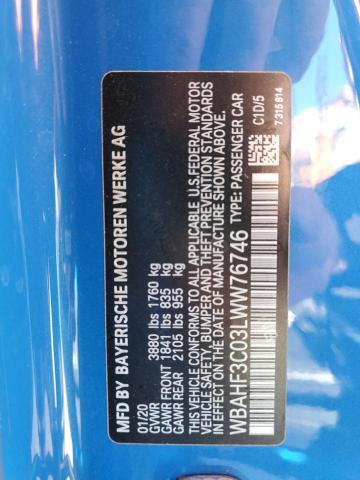 MFD BY BAYERISCHE MOTOREN WERKE AG
01/20
GVWR 3880 lbs 1760 kg
GAWR FRONT 1841 lbs 835 kg
GAWR REAR 2105 lbs 955 kg
THIS VEHICLE CONFORMS TO ALL APPLICABLE U.S. FEDERAL MOTOR
VEHICLE SAFETY, BUMPER AND THEFT PREVENTION STANDARDS
IN EFFECT ON THE DATE OF MANUFACTURE SHOWN ABOVE.
WBAHF3C03LWW76746 TYPE: PASSENGER CAR
C1D/5
7315814